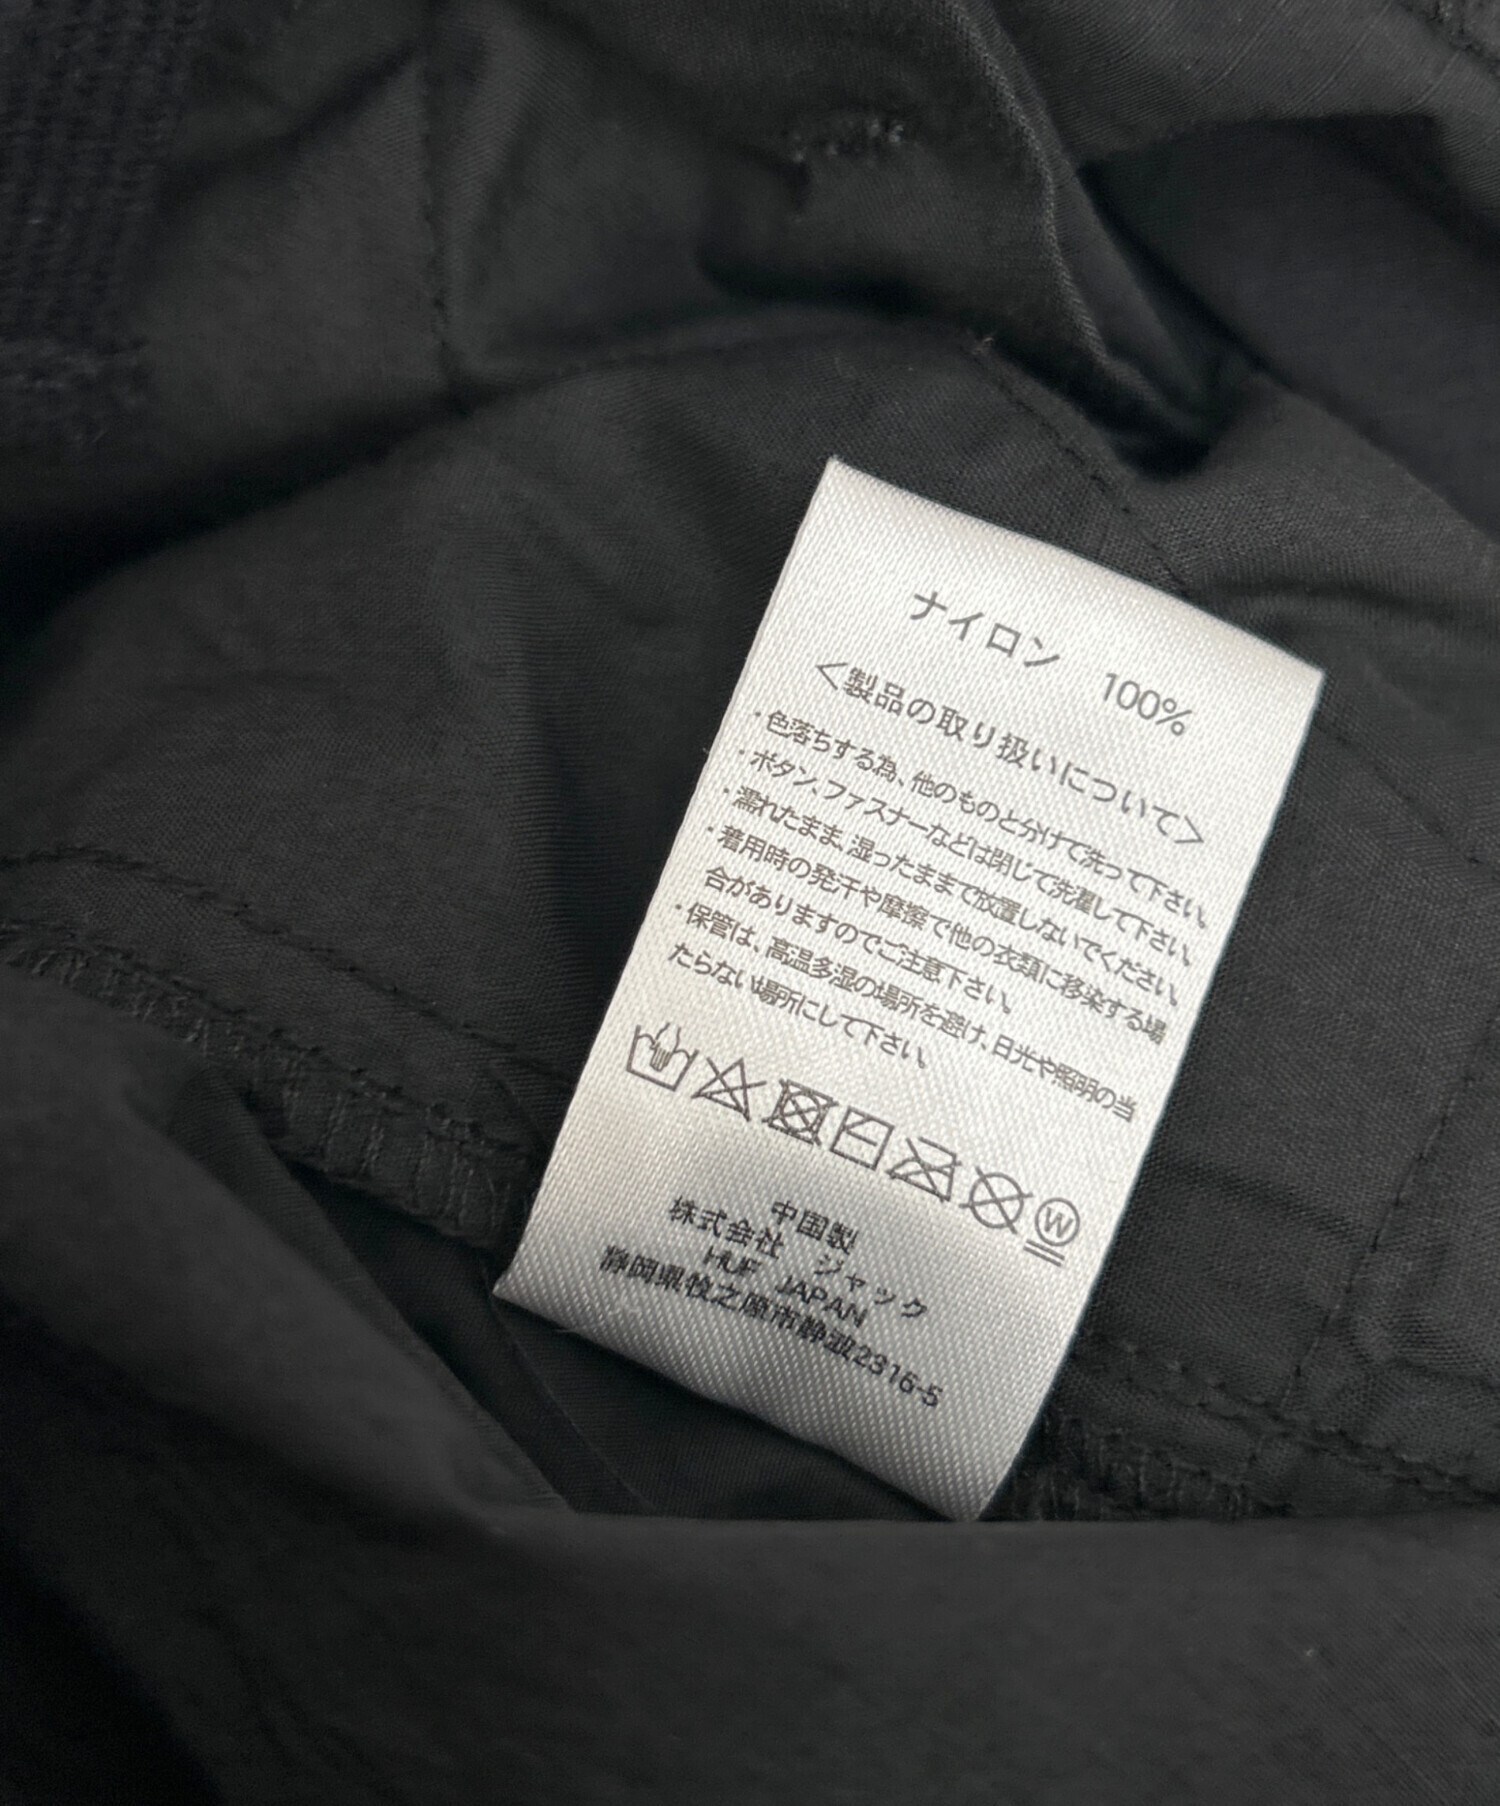 ナイロン 100%
<製品の取り扱いについて>
・色落ちする為、他のものと分けて洗って下さい。
・ボタン、ファスナーなどは閉じて洗濯して下さい。
・濡れたまま、湿ったままで放置しないでください。
・着用時の発汗や摩擦で他の衣類に移染する場
合がありますのでご注意下さい。
・保管は、高温多湿の場所を避け、日光や照明の当
たらない場所にして下さい。
W
中国製
株式会社 ジャック
HUF JAPAN
静岡県牧之原市静波2316-5